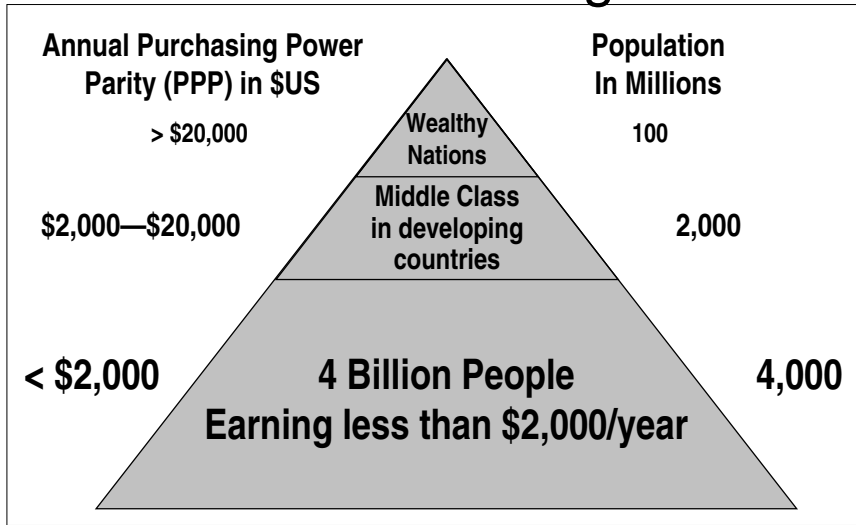 Annual Purchasing Power
Parity (PPP) in $US
Population
In Millions
> $20,000
Wealthy
Nations
100
$2,000—$20,000
Middle Class
in developing
countries
2,000
< $2,000
4 Billion People
Earning less than $2,000/year
4,000